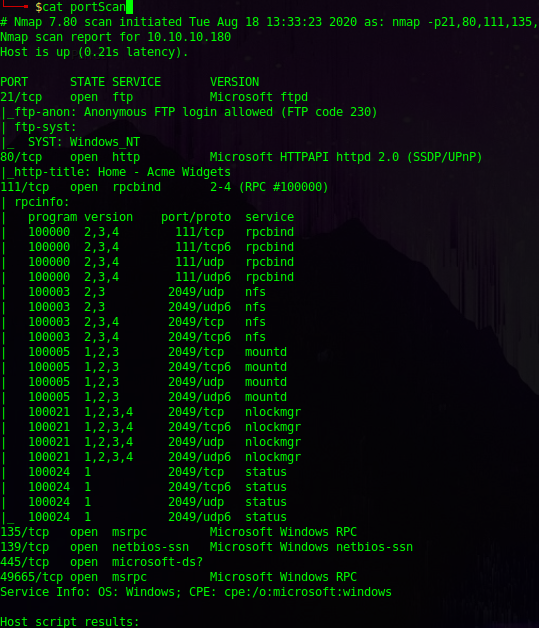 $cat portScan
# Nmap 7.80 scan initiated Tue Aug 18 13:33:23 2020 as: nmap -p21,80,111,135,
Nmap scan report for 10.10.10.180
Host is up (0.21s latency).
PORT      STATE SERVICE       VERSION
21/tcp    open  ftp           Microsoft ftpd
|_ftp-anon: Anonymous FTP login allowed (FTP code 230)
| ftp-syst:
|_  SYST: Windows_NT
80/tcp    open  http          Microsoft HTTPAPI httpd 2.0 (SSDP/UPnP)
|_http-title: Home - Acme Widgets
111/tcp   open  rpcbind       2-4 (RPC #100000)
| rpcinfo:
|   program version    port/proto  service
|   100000  2,3,4        111/tcp   rpcbind
|   100000  2,3,4        111/tcp6  rpcbind
|   100000  2,3,4        111/udp   rpcbind
|   100000  2,3,4        111/udp6  rpcbind
|   100003  2,3         2049/udp   nfs
|   100003  2,3         2049/udp6  nfs
|   100003  2,3,4       2049/tcp   nfs
|   100003  2,3,4       2049/tcp6  nfs
|   100005  1,2,3       2049/tcp   mountd
|   100005  1,2,3       2049/tcp6  mountd
|   100005  1,2,3       2049/udp   mountd
|   100005  1,2,3       2049/udp6  mountd
|   100021  1,2,3,4     2049/tcp   nlockmgr
|   100021  1,2,3,4     2049/tcp6  nlockmgr
|   100021  1,2,3,4     2049/udp   nlockmgr
|   100021  1,2,3,4     2049/udp6  nlockmgr
|   100024  1           2049/tcp   status
|   100024  1           2049/tcp6  status
|   100024  1           2049/udp   status
|_  100024  1           2049/udp6  status
135/tcp   open  msrpc         Microsoft Windows RPC
139/tcp   open  netbios-ssn   Microsoft Windows netbios-ssn
445/tcp   open  microsoft-ds?
49665/tcp open  msrpc         Microsoft Windows RPC
Service Info: OS: Windows; CPE: cpe:/o:microsoft:windows
Host script results: